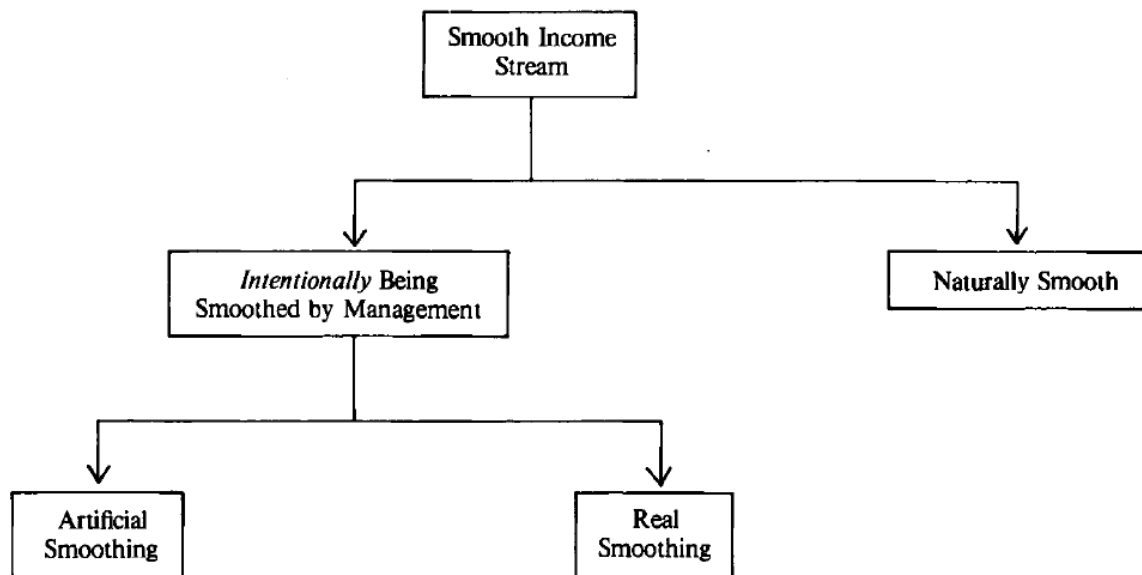 Smooth Income
Stream
Intentionally Being
Smoothed by Management
Naturally Smooth
Artificial
Smoothing
Real
Smoothing